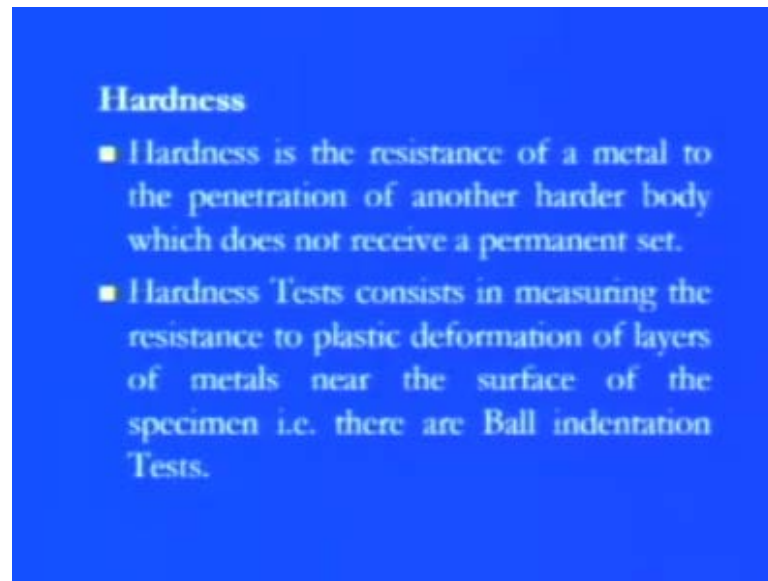 Hardness
■ Hardness is the resistance of a metal to
the penetration of another harder body
which does not receive a permanent set.
■ Hardness Tests consists in measuring the
resistance to plastic deformation of layers
of metals near the surface of the
specimen i.e. there are Ball indentation
Tests.